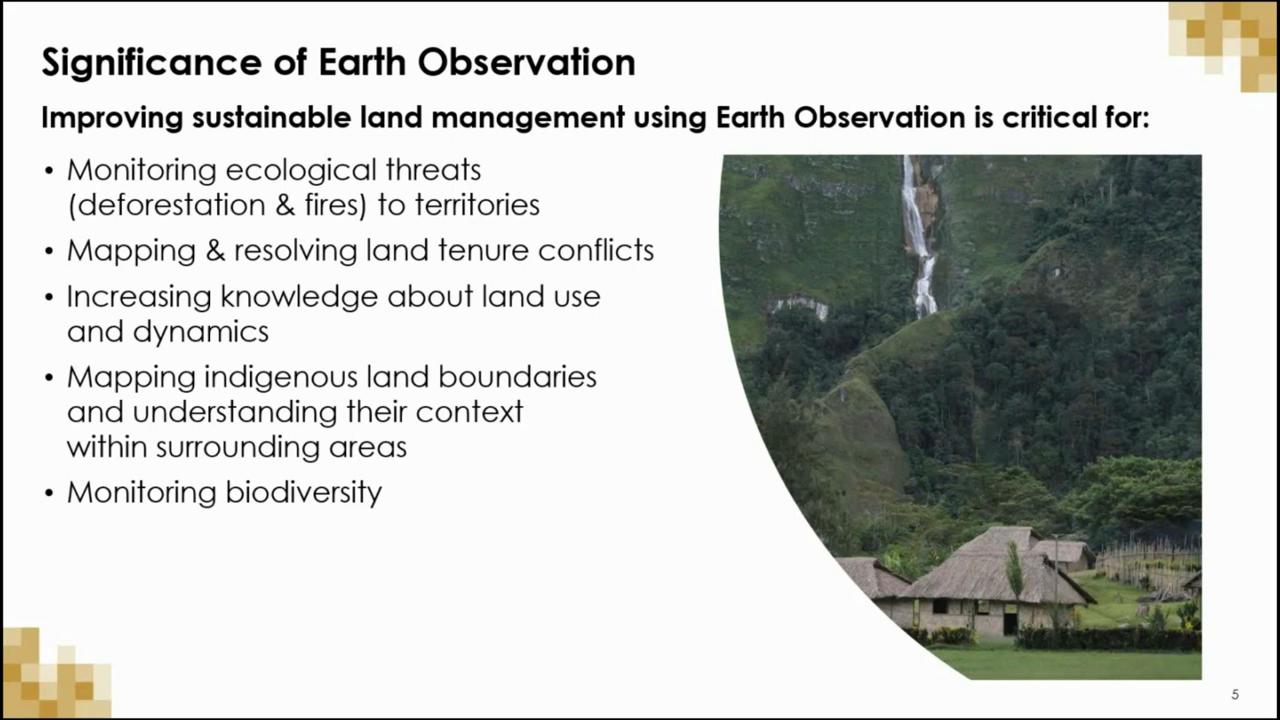 Significance of Earth Observation
Improving sustainable land management using Earth Observation is critical for:
• Monitoring ecological threats
(deforestation & fires) to territories
• Mapping & resolving land tenure conflicts
• Increasing knowledge about land use
and dynamics
• Mapping indigenous land boundaries
and understanding their context
within surrounding areas
• Monitoring biodiversity
5